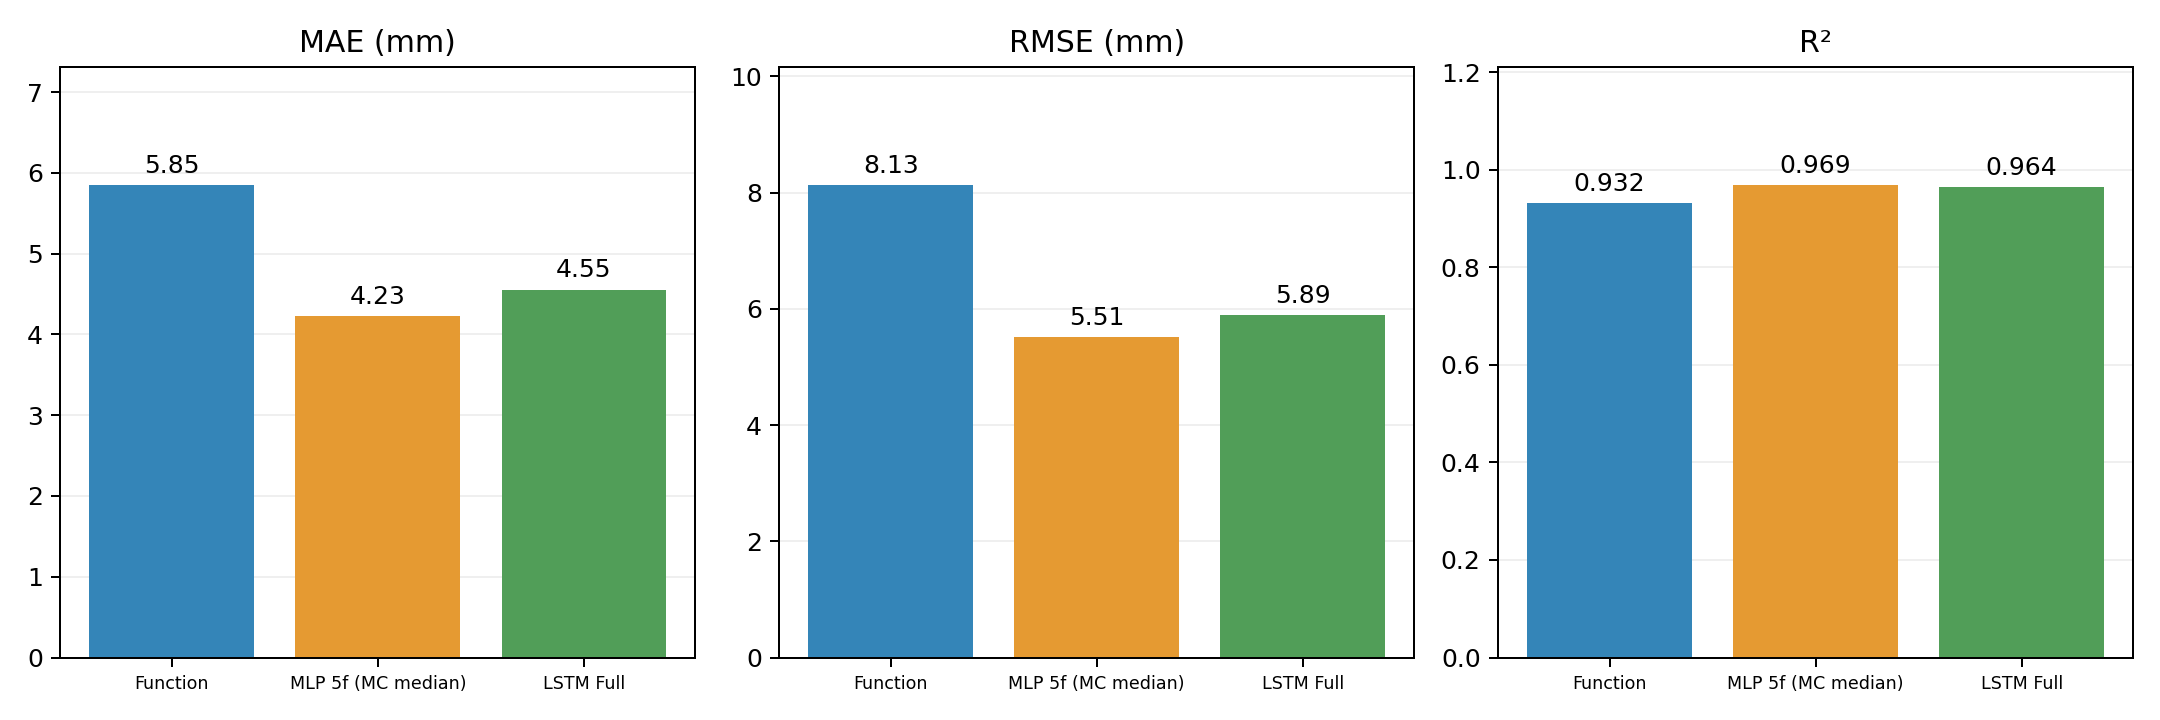 MAE (mm)
7
6
5
4
3
2
1
0
5.85
4.23
4.55
Function
MLP 5f (MC median)
LSTM Full
RMSE (mm)
10
8
6
4
2
0
8.13
5.51
5.89
Function
MLP 5f (MC median)
LSTM Full
R²
1.2
1.0
0.8
0.6
0.4
0.2
0.0
0.932
0.969
0.964
Function
MLP 5f (MC median)
LSTM Full